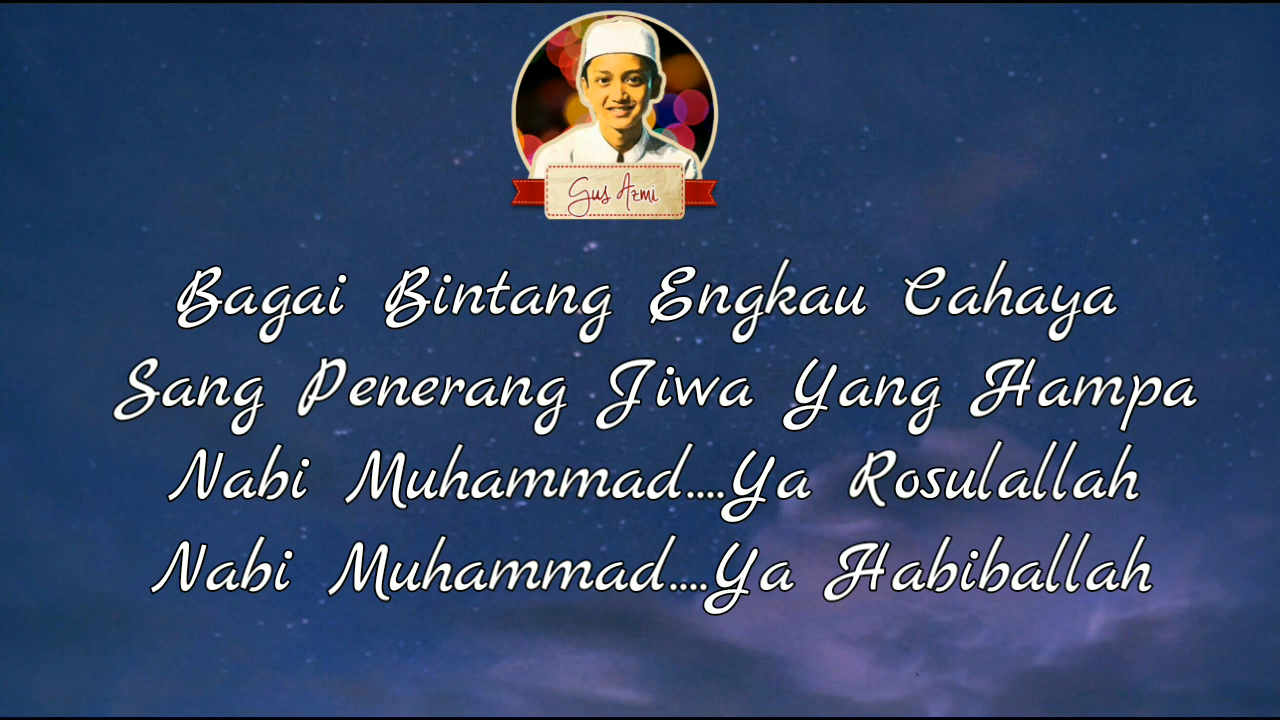 Gus Azmi
Bagai Bintang Engkau Cahaya
Sang Penerang Jiwa Yang Hampa
Nabi Muhammad....Ya Rosulallah
Nabi Muhammad....Ya Habiballah